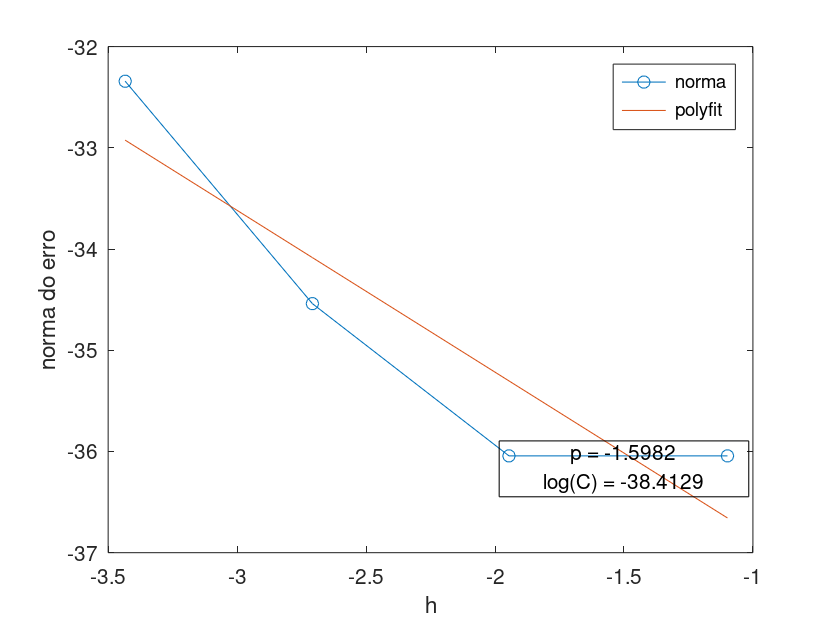 -32
-33
-34
-35
-36
-37
norma do erro
norma
polyfit
p = -1.5982
log(C) = -38.4129
-3.5 -3 -2.5 -2 -1.5 -1
h